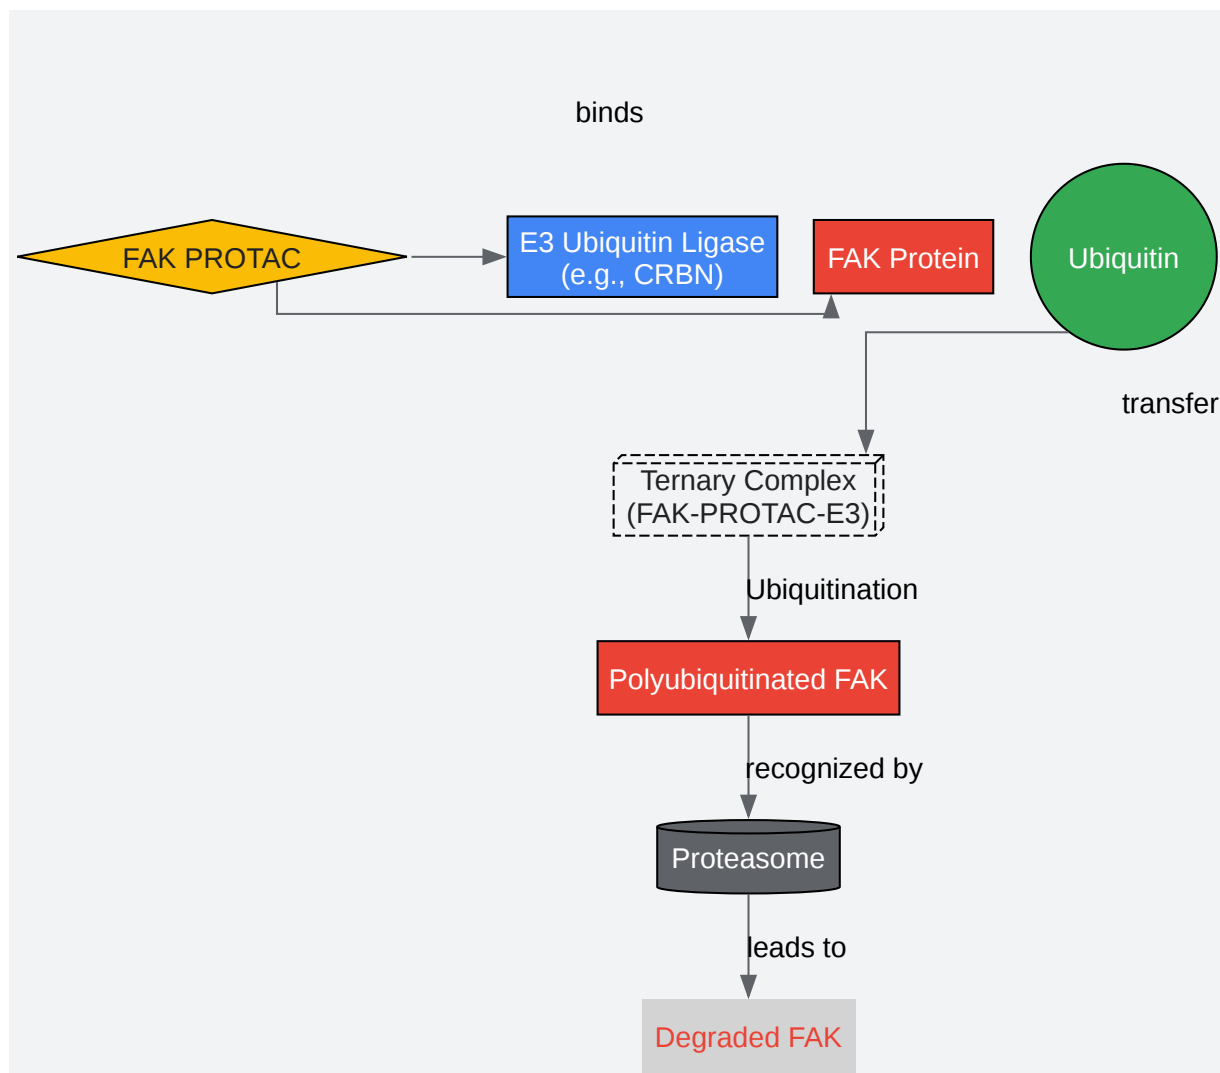 binds
FAK PROTAC
E3 Ubiquitin Ligase
(e.g., CRBN)
FAK Protein
Ubiquitin
transfer
Ternary Complex
(FAK-PROTAC-E3)
Ubiquitination
Polyubiquitinated FAK
recognized by
Proteasome
leads to
Degraded FAK